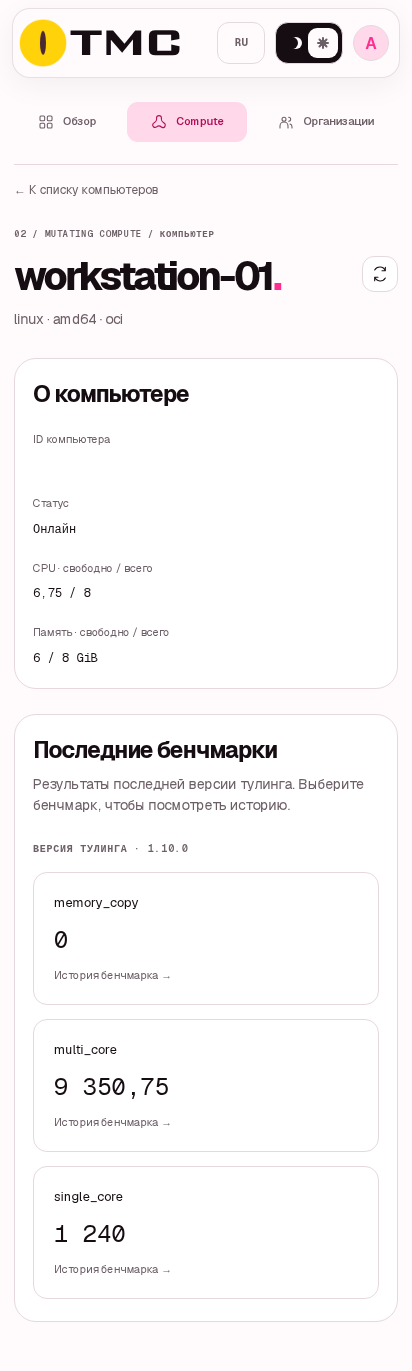 TMC
RU
A
Обзор
Compute
Организации
← К списку компьютеров
02 / MUTATING COMPUTE / КОМПЬЮТЕР
workstation-01.
linux · amd64 · oci
О компьютере
ID компьютера
Статус
Онлайн
CPU · свободно / всего
6,75 / 8
Память · свободно / всего
6 / 8 GiB
Последние бенчмарки
Результаты последней версии тулинга. Выберите
бенчмарк, чтобы посмотреть историю.
ВЕРСИЯ ТУЛИНГА · 1.10.0
memory_copy
0
История бенчмарка →
multi_core
9 350,75
История бенчмарка →
single_core
1 240
История бенчмарка →